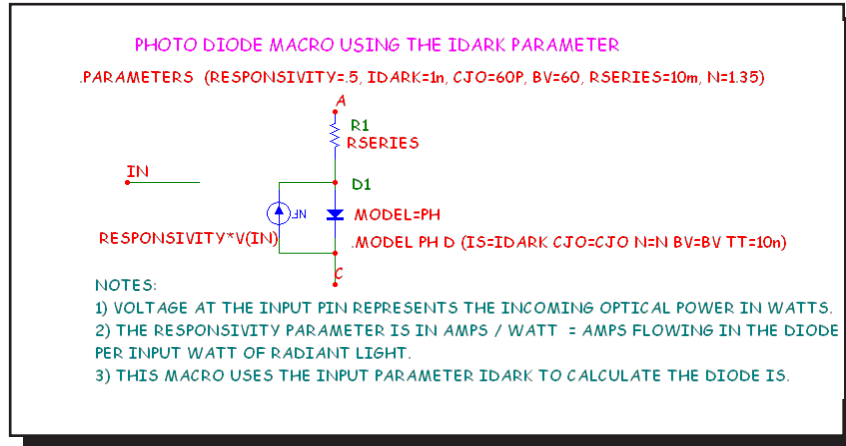 PHOTO DIODE MACRO USING THE IDARK PARAMETER
.PARAMETERS (RESPONSIVITY=.5, IDARK=1n, CJO=60P, BV=60, RSERIES=10m, N=1.35)
A
R1
RSERIES
IN
D1
NF
MODEL=PH
RESPONSIVITY*V(IN)
.MODEL PH D (IS=IDARK CJO=CJO N=N BV=BV TT=10n)
C
NOTES:
1) VOLTAGE AT THE INPUT PIN REPRESENTS THE INCOMING OPTICAL POWER IN WATTS.
2) THE RESPONSIVITY PARAMETER IS IN AMPS / WATT = AMPS FLOWING IN THE DIODE
PER INPUT WATT OF RADIANT LIGHT.
3) THIS MACRO USES THE INPUT PARAMETER IDARK TO CALCULATE THE DIODE IS.